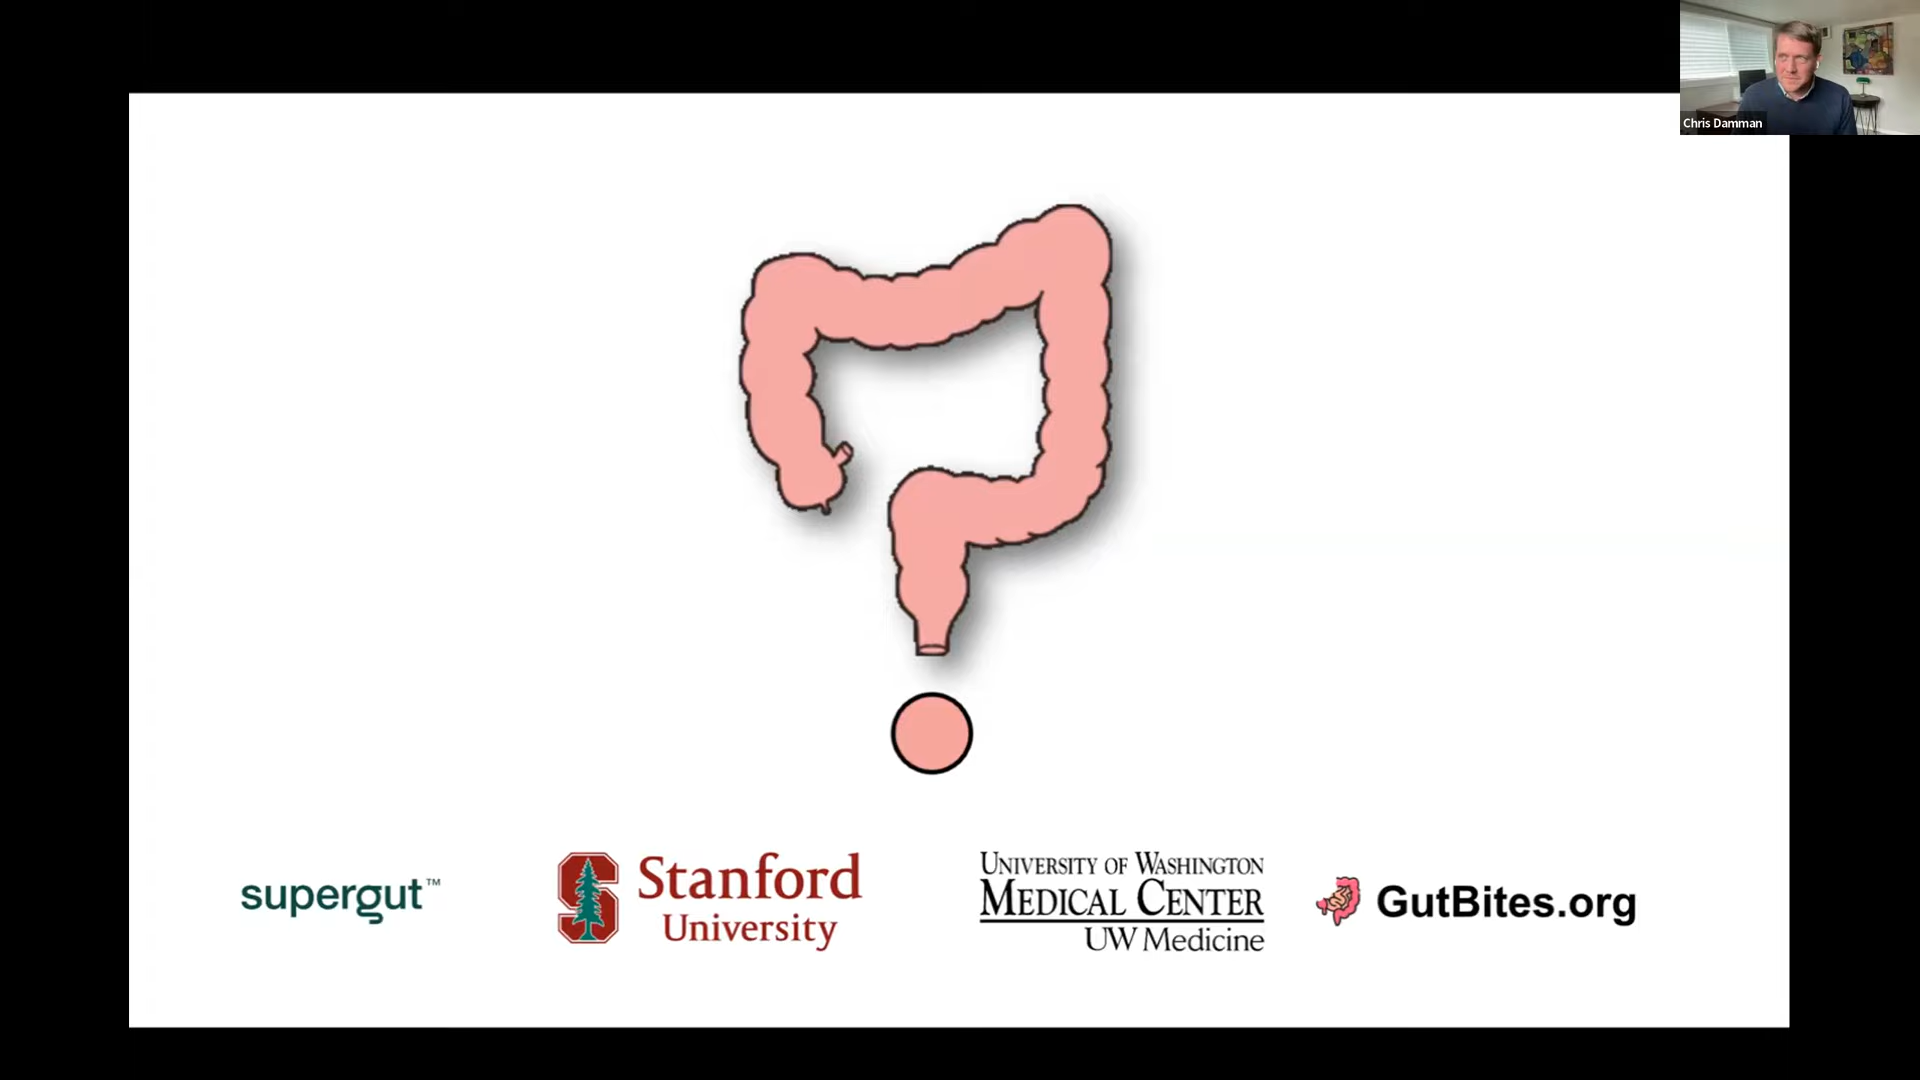 Chris Damman
supergut™
Stanford
University
UNIVERSITY OF WASHINGTON
MEDICAL CENTER
UW Medicine
GutBites.org